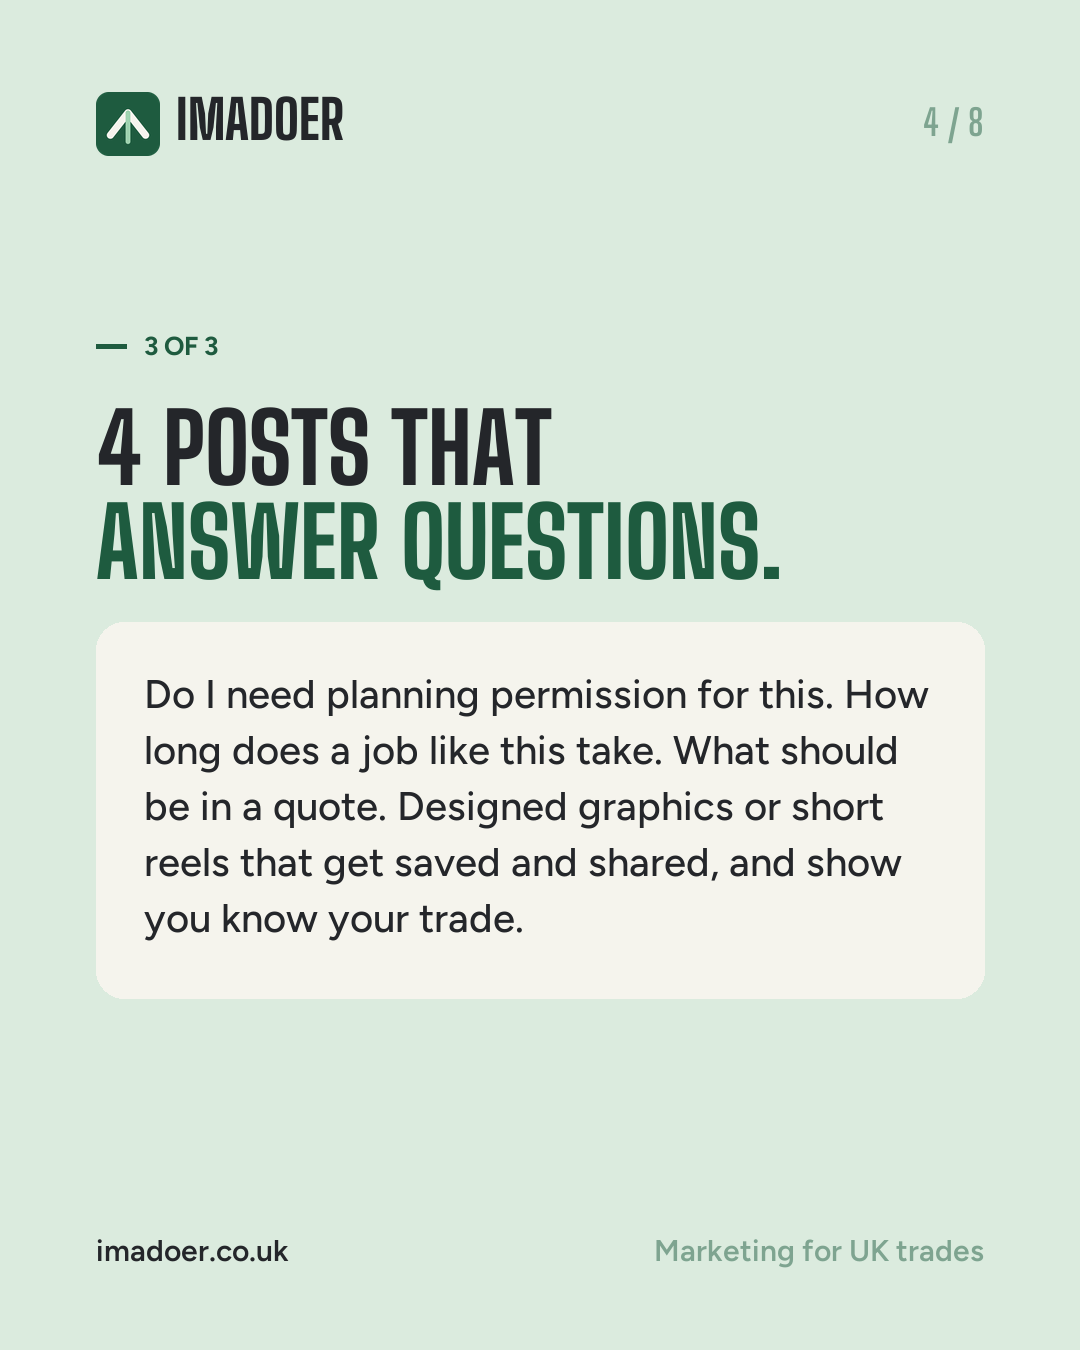 IMADOER
4 / 8
3 OF 3
4 POSTS THAT
ANSWER QUESTIONS.
Do I need planning permission for this. How
long does a job like this take. What should
be in a quote. Designed graphics or short
reels that get saved and shared, and show
you know your trade.
imadoer.co.uk
Marketing for UK trades